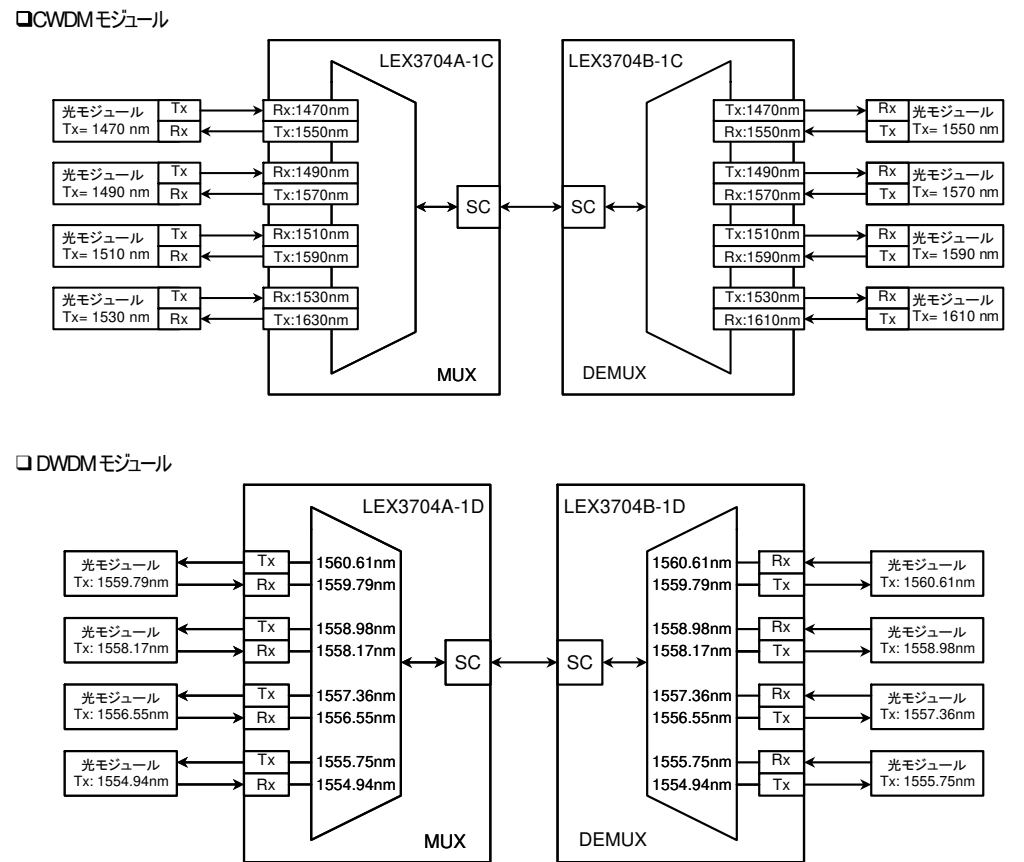 ❑CWDMモジュール
LEX3704A-1C
LEX3704B-1C
光モジュール
Tx= 1470 nm
Tx
Rx
Rx:1470nm
Tx:1550nm
Tx:1470nm
Rx:1550nm
Rx
Tx
光モジュール
Tx= 1550 nm
光モジュール
Tx= 1490 nm
Tx
Rx
Rx:1490nm
Tx:1570nm
Tx:1490nm
Rx:1570nm
Rx
Tx
光モジュール
Tx= 1570 nm
SC
SC
光モジュール
Tx= 1510 nm
Tx
Rx
Rx:1510nm
Tx:1590nm
Tx:1510nm
Rx:1590nm
Rx
Tx
光モジュール
Tx= 1590 nm
光モジュール
Tx= 1530 nm
Tx
Rx
Rx:1530nm
Tx:1630nm
Tx:1530nm
Rx:1610nm
Rx
Tx
光モジュール
Tx= 1610 nm
MUX
DEMUX
❑ DWDMモジュール
LEX3704A-1D
LEX3704B-1D
光モジュール
Tx: 1559.79nm
Tx
Rx
1560.61nm
1559.79nm
1560.61nm
1559.79nm
Rx
Tx
光モジュール
Tx: 1560.61nm
光モジュール
Tx: 1558.17nm
Tx
Rx
1558.98nm
1558.17nm
1558.98nm
1558.17nm
Rx
Tx
光モジュール
Tx: 1558.98nm
SC
SC
光モジュール
Tx: 1556.55nm
Tx
Rx
1557.36nm
1556.55nm
1557.36nm
1556.55nm
Rx
Tx
光モジュール
Tx: 1557.36nm
光モジュール
Tx: 1554.94nm
Tx
Rx
1555.75nm
1554.94nm
1555.75nm
1554.94nm
Rx
Tx
光モジュール
Tx: 1555.75nm
MUX
DEMUX